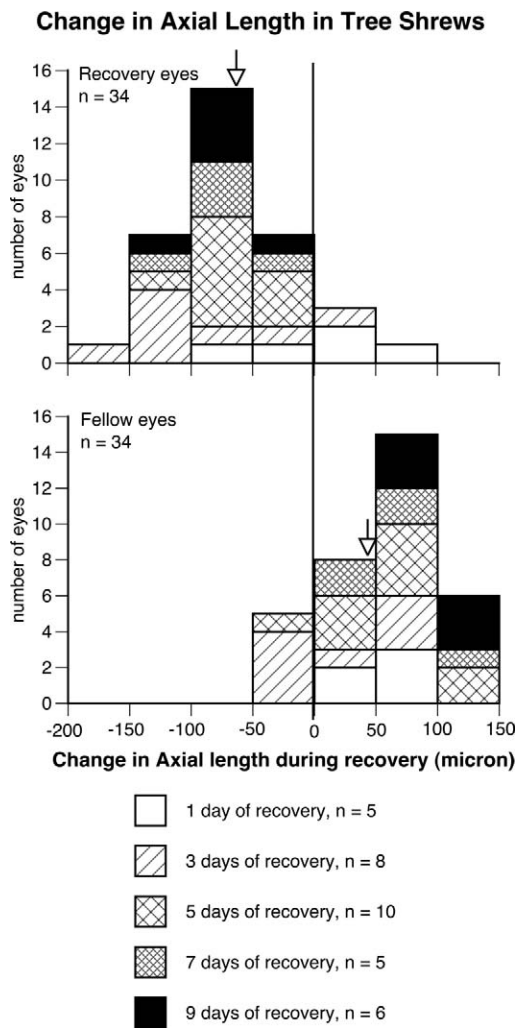 Change in Axial Length in Tree Shrews
Recovery eyes
n = 34
number of eyes
16
14
12
10
8
6
4
2
0
Fellow eyes
n = 34
number of eyes
16
14
12
10
8
6
4
2
0
-200 -150 -100 -50 0 50 100 150
Change in Axial length during recovery (micron)
1 day of recovery, n = 5
3 days of recovery, n = 8
5 days of recovery, n = 10
7 days of recovery, n = 5
9 days of recovery, n = 6